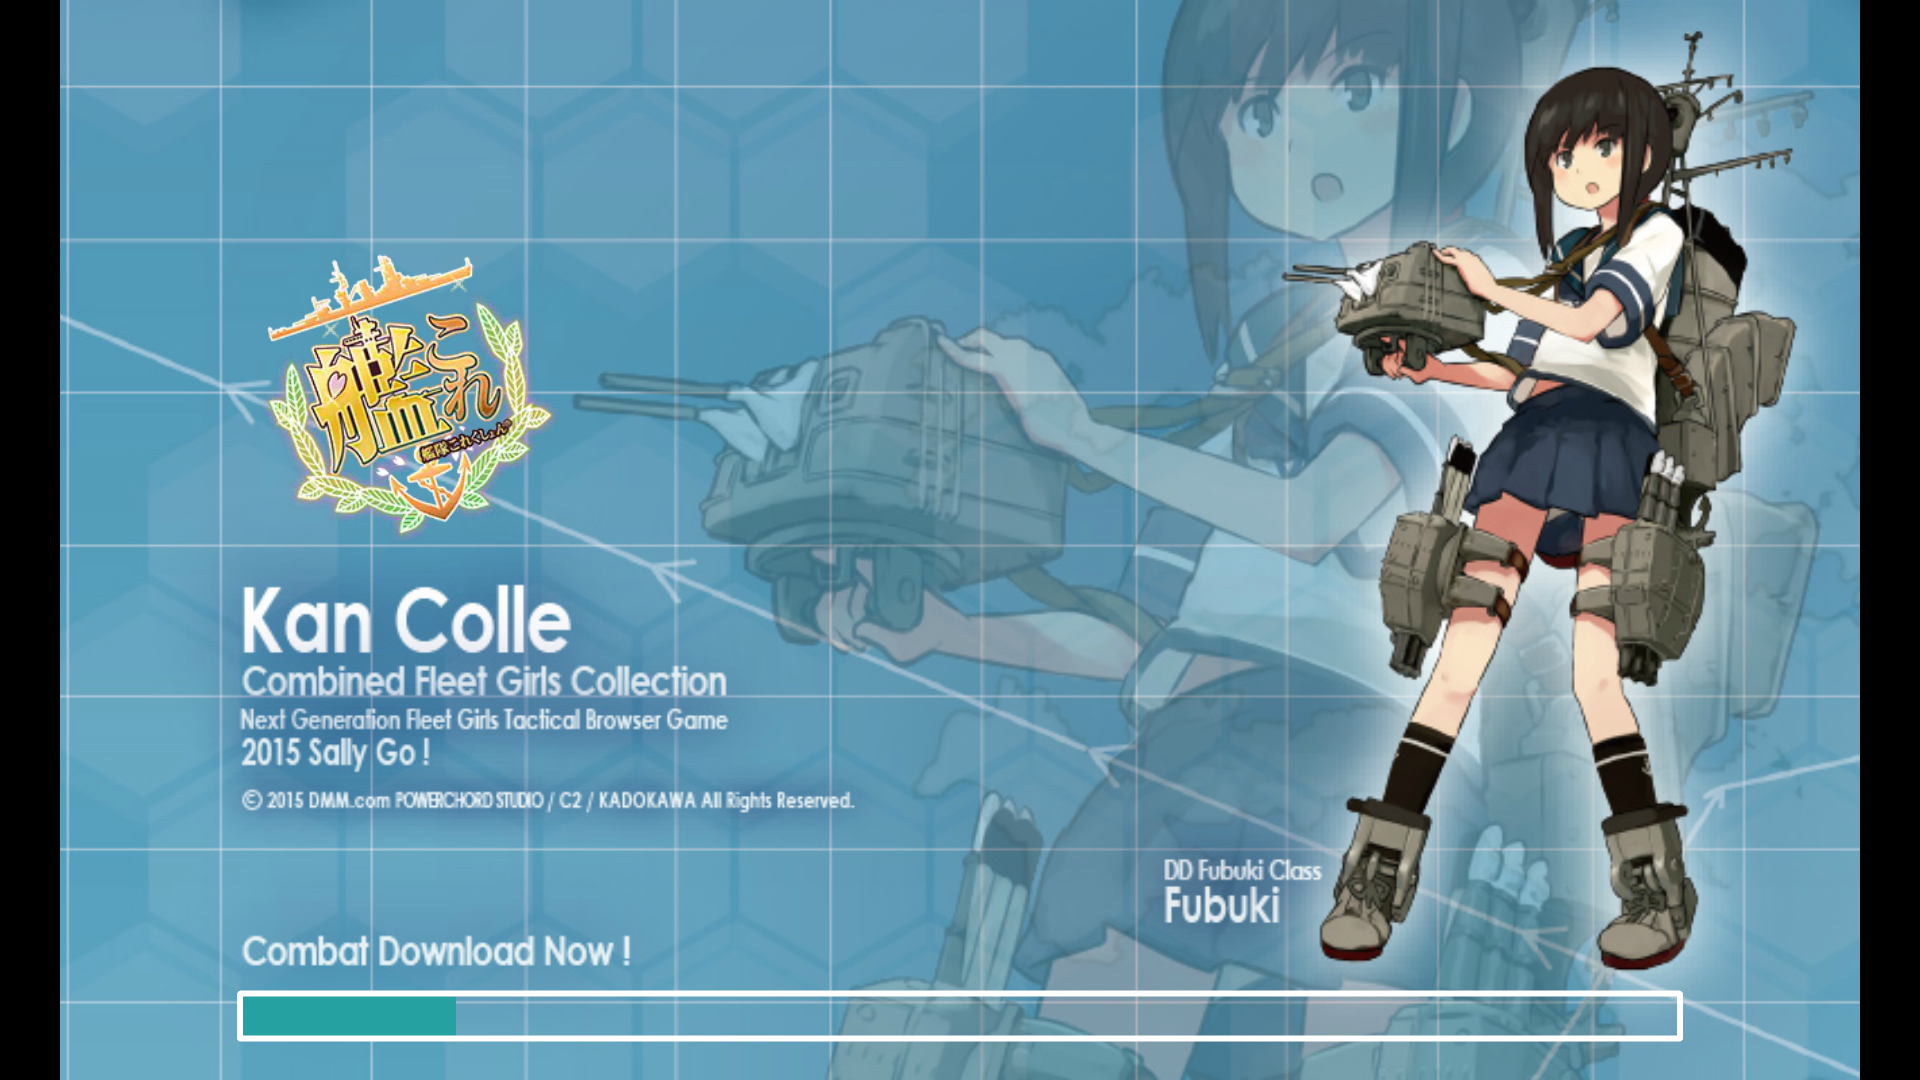 艦これ
艦隊これくしょん
Kan Colle
Combined Fleet Girls Collection
Next Generation Fleet Girls Tactical Browser Game
2015 Sally Go !
© 2015 DMM.com POWERCHORD STUDIO / C2 / KADOKAWA All Rights Reserved.
DD Fubuki Class
Fubuki
Combat Download Now !